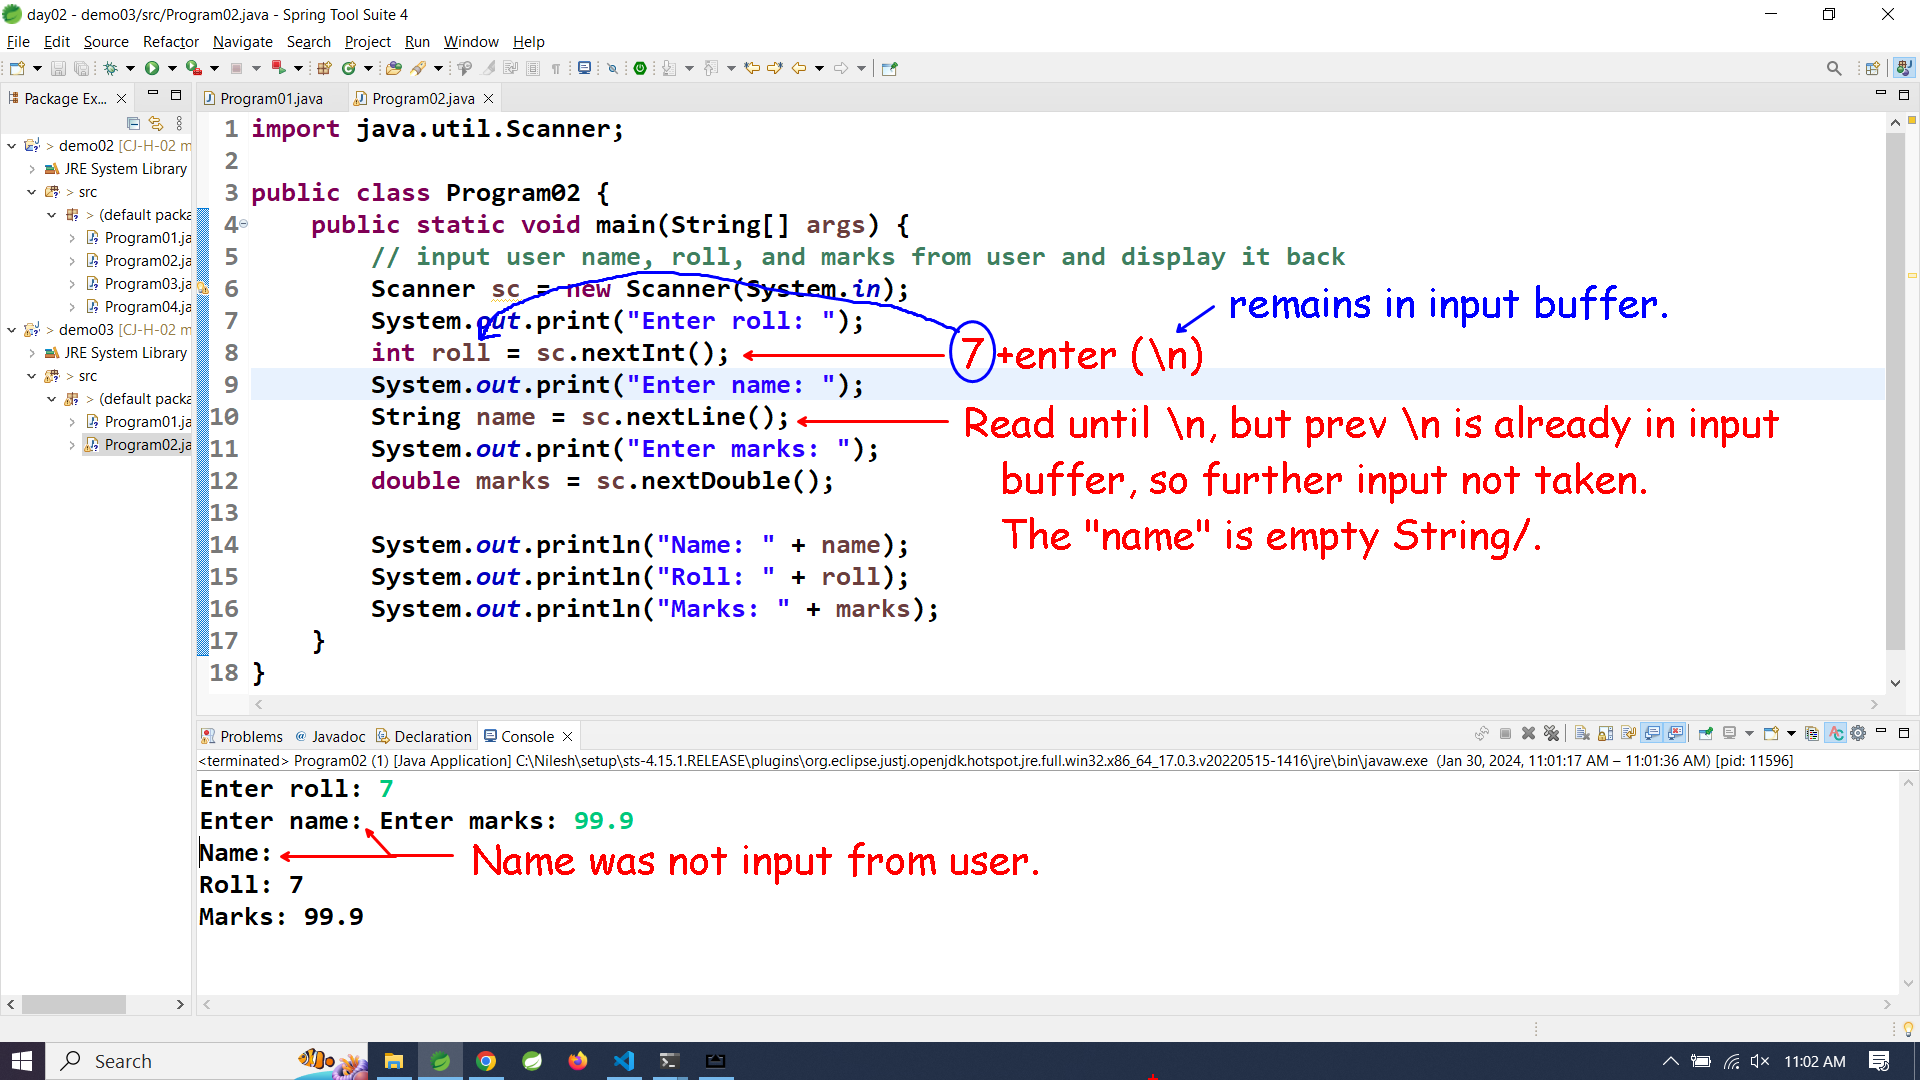 day02 - demo03/src/Program02.java - Spring Tool Suite 4
File Edit Source Refactor Navigate Search Project Run Window Help
Package Ex...
Program01.java
Program02.java
> demo02 [CJ-H-02 m
JRE System Library
> src
> (default packa
Program01.ja
Program02.ja
Program03.ja
Program04.ja
> demo03 [CJ-H-02 m
JRE System Library
> src
> (default packa
Program01.ja
Program02.ja
1 import java.util.Scanner;
2
3 public class Program02 {
4 public static void main(String[] args) {
5 // input user name, roll, and marks from user and display it back
6 Scanner sc = new Scanner(System.in);
7 System.out.print("Enter roll: ");
remains in input buffer.
8 int roll = sc.nextInt();
7 +enter (\n)
9 System.out.print("Enter name: ");
10 String name = sc.nextLine();
Read until \n, but prev \n is already in input
buffer, so further input not taken.
The "name" is empty String/.
11 System.out.print("Enter marks: ");
12 double marks = sc.nextDouble();
13
14 System.out.println("Name: " + name);
15 System.out.println("Roll: " + roll);
16 System.out.println("Marks: " + marks);
17 }
18 }
Problems @ Javadoc Declaration Console
<terminated> Program02 (1) [Java Application] C:\Nilesh\setup\sts-4.15.1.RELEASE\plugins\org.eclipse.justj.openjdk.hotspot.jre.full.win32.x86_64_17.0.3.v20220515-1416\jre\bin\javaw.exe (Jan 30, 2024, 11:01:17 AM – 11:01:36 AM) [pid: 11596]
Enter roll: 7
Enter name: Enter marks: 99.9
Name:
Name was not input from user.
Roll: 7
Marks: 99.9
Search
11:02 AM